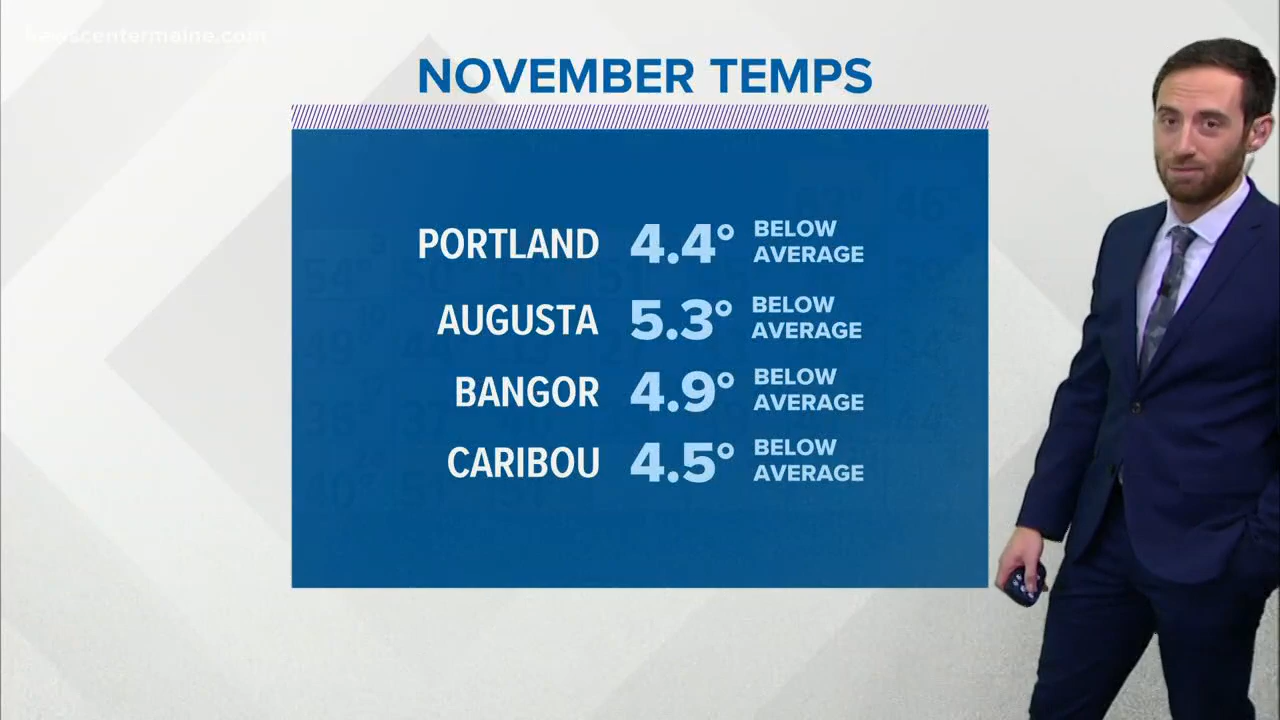 newscentermaine.com
NOVEMBER TEMPS
PORTLAND 4.4° BELOW AVERAGE
AUGUSTA 5.3° BELOW AVERAGE
BANGOR 4.9° BELOW AVERAGE
CARIBOU 4.5° BELOW AVERAGE